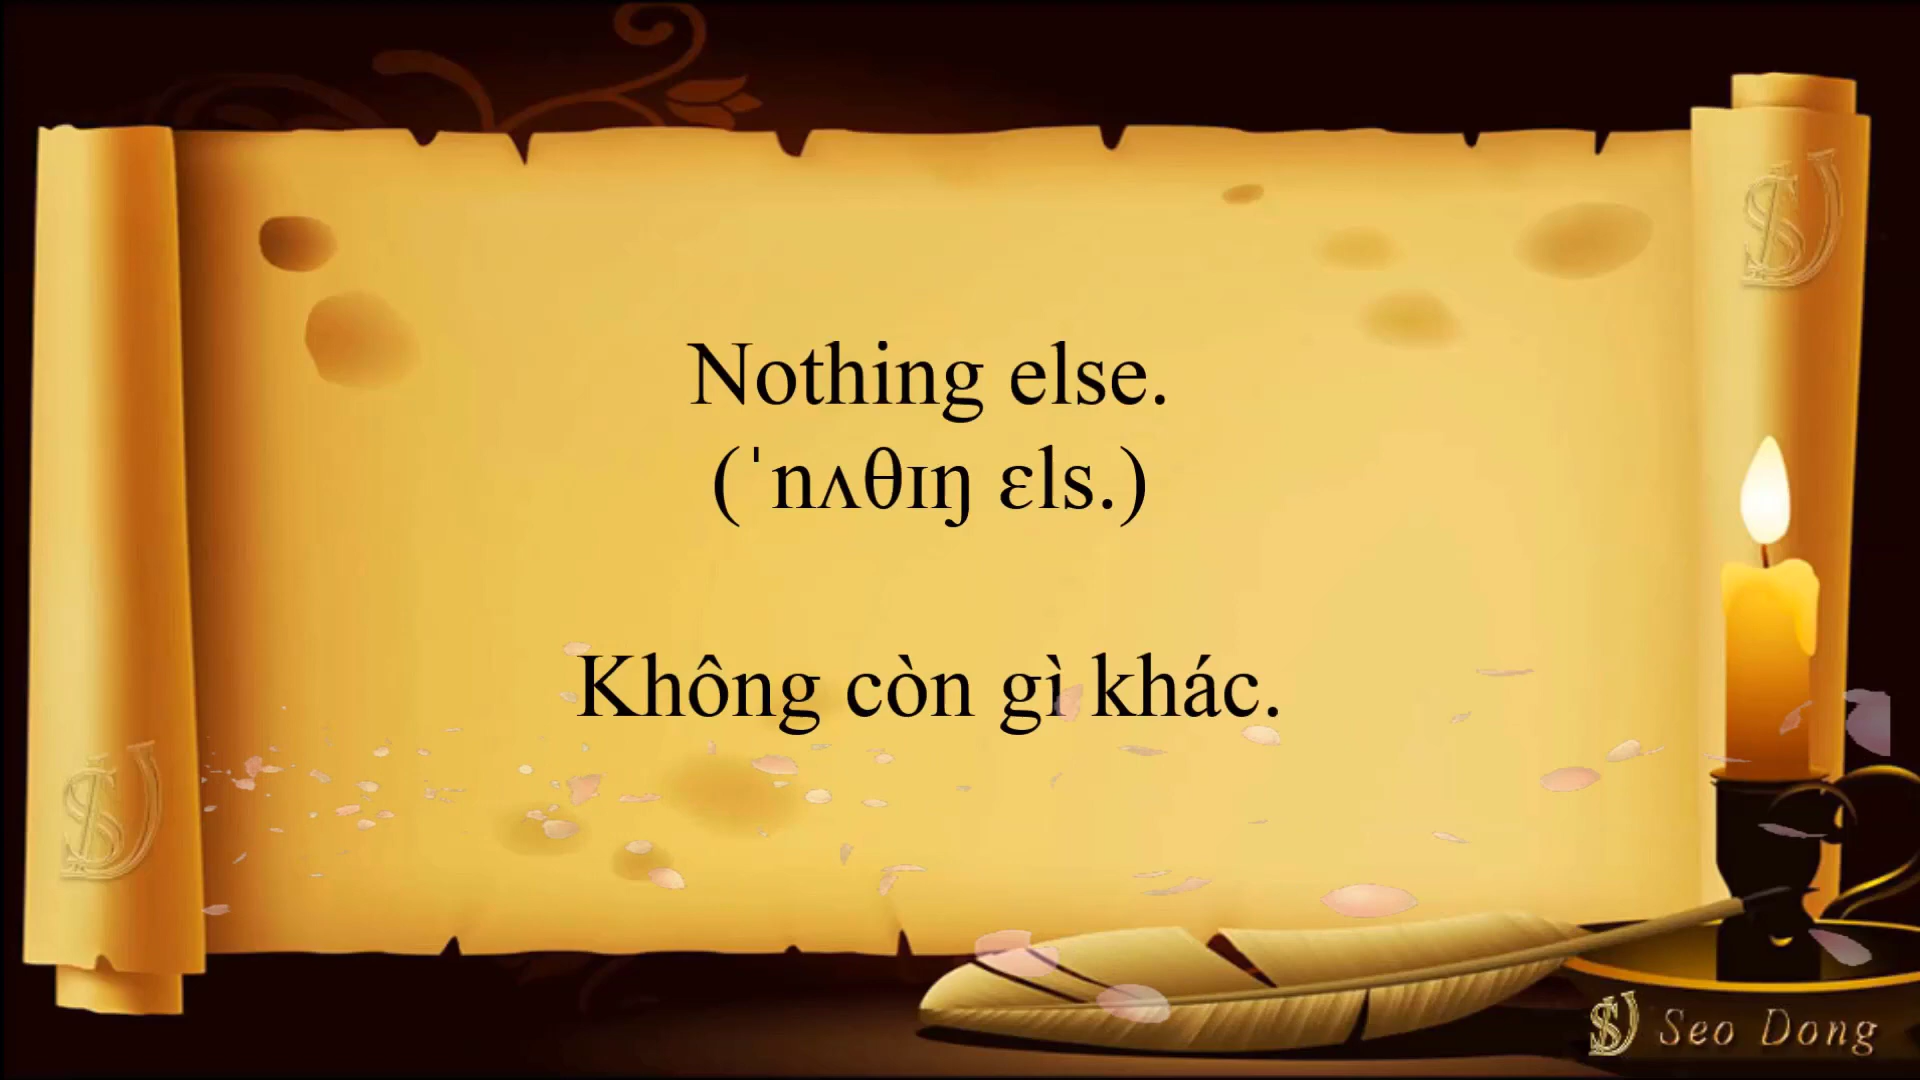 Nothing else.
(ˈnʌθɪŋ ɛls.)
Không còn gì khác.
Seo Dong